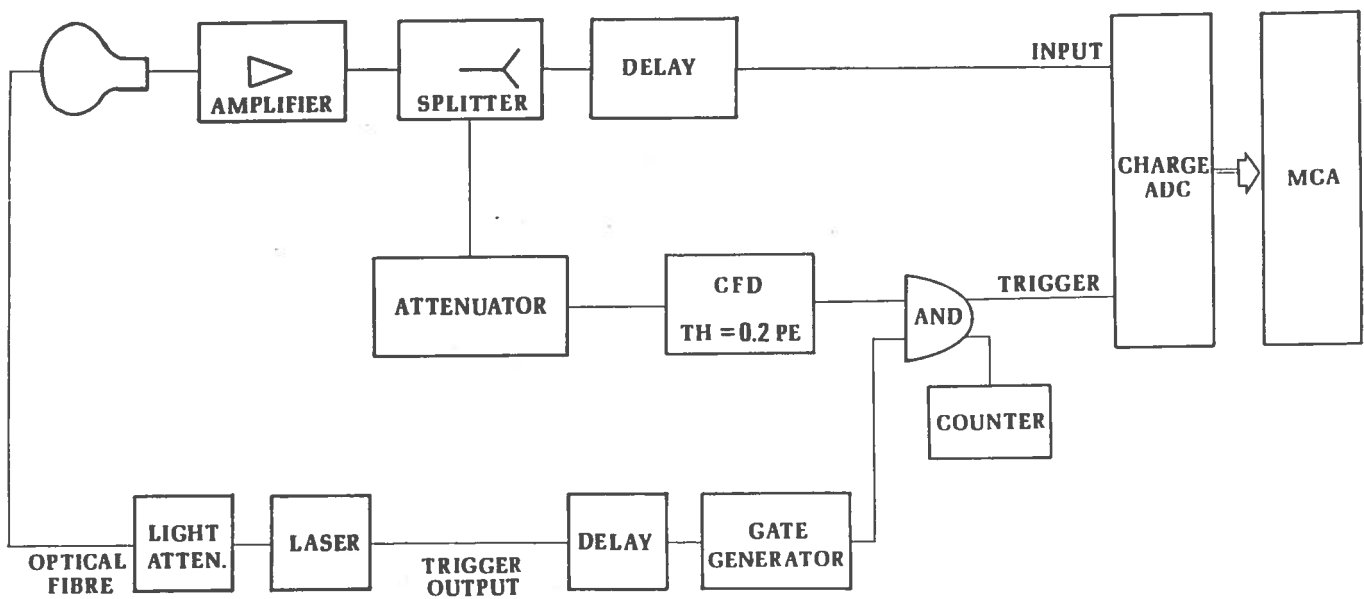 AMPLIFIER
SPLITTER
DELAY
INPUT
CHARGE
ADC
MCA
ATTENUATOR
CFD
TH = 0.2 PE
AND
TRIGGER
COUNTER
OPTICAL
FIBRE
LIGHT
ATTEN.
LASER
TRIGGER
OUTPUT
DELAY
GATE
GENERATOR